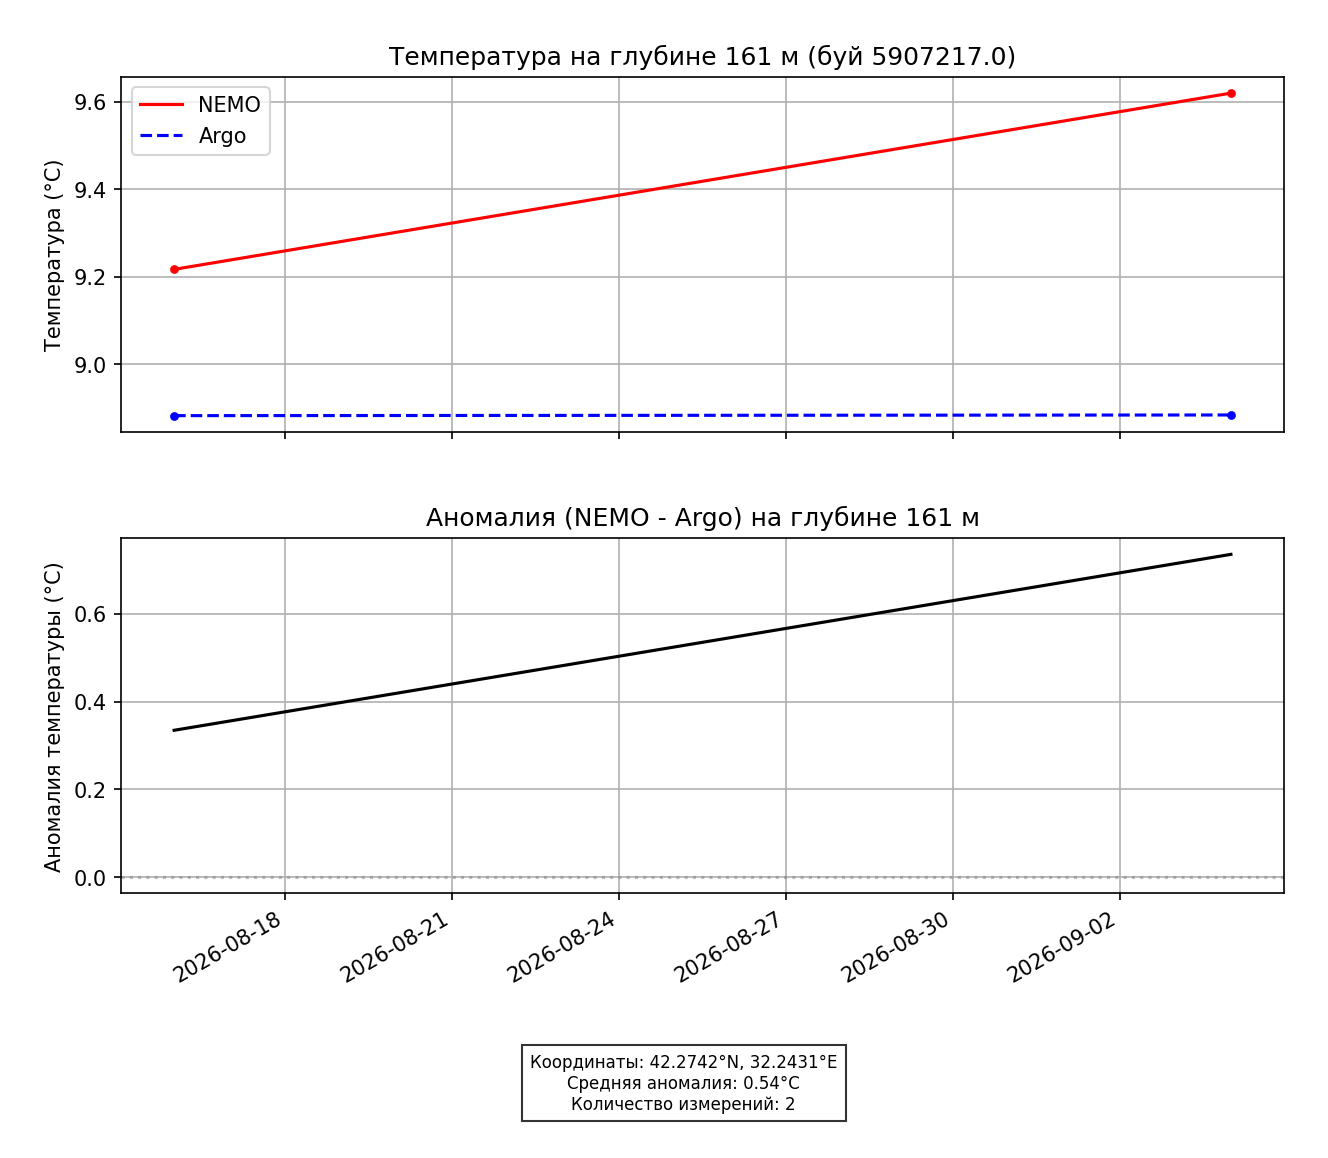 Температура на глубине 161 м (буй 5907217.0)
Температура (°C)
9.6
9.4
9.2
9.0
NEMO
Argo
Аномалия (NEMO - Argo) на глубине 161 м
Аномалия температуры (°C)
0.6
0.4
0.2
0.0
2026-08-18
2026-08-21
2026-08-24
2026-08-27
2026-08-30
2026-09-02
Координаты: 42.2742°N, 32.2431°E
Средняя аномалия: 0.54°C
Количество измерений: 2